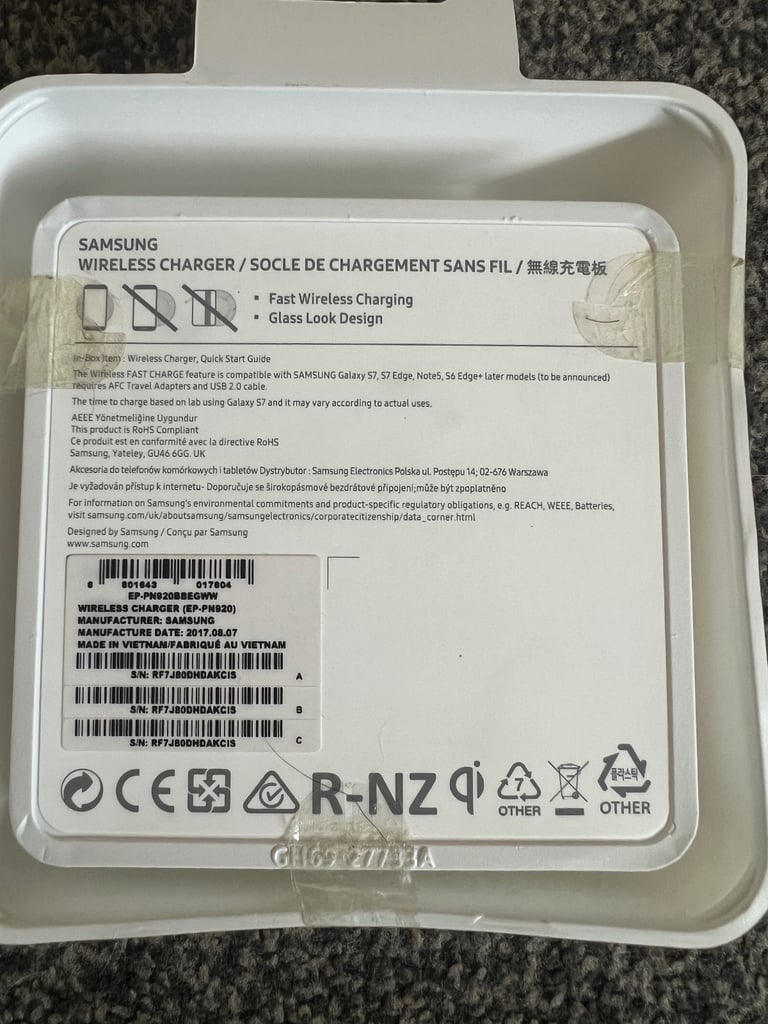 SAMSUNG
WIRELESS CHARGER / SOCLE DE CHARGEMENT SANS FIL / 無線充電板
▪ Fast Wireless Charging
▪ Glass Look Design
In-Box Item : Wireless Charger, Quick Start Guide
The Wireless FAST CHARGE feature is compatible with SAMSUNG Galaxy S7, S7 Edge, Note5, S6 Edge+ later models (to be announced)
requires AFC Travel Adapters and USB 2.0 cable.
The time to charge based on lab using Galaxy S7 and it may vary according to actual uses.
AEEE Yönetmeliğine Uygundur
This product is RoHS Compliant
Ce produit est en conformité avec la directive RoHS
Samsung, Yateley, GU46 6GG. UK
Akcesoria do telefonów komórkowych i tabletów Dystrybutor : Samsung Electronics Polska ul. Postępu 14; 02-676 Warszawa
Je vyžadován přístup k internetu- Doporučuje se širokopásmové bezdrátové připojení;může být zpoplatněno
For information on Samsung's environmental commitments and product-specific regulatory obligations, e.g. REACH, WEEE, Batteries,
visit samsung.com/uk/aboutsamsung/samsungelectronics/corporatecitizenship/data_corner.html
Designed by Samsung / Conçu par Samsung
www.samsung.com
8 801643 017604
EP-PN920BBEGWW
WIRELESS CHARGER (EP-PN920)
MANUFACTURER: SAMSUNG
MANUFACTURE DATE: 2017.08.07
MADE IN VIETNAM/FABRIQUÉ AU VIETNAM
S/N: RF7J80DHDAKCIS A
S/N: RF7J80DHDAKCIS B
S/N: RF7J80DHDAKCIS C
CE R-NZ qi 7 플라스틱
OTHER OTHER